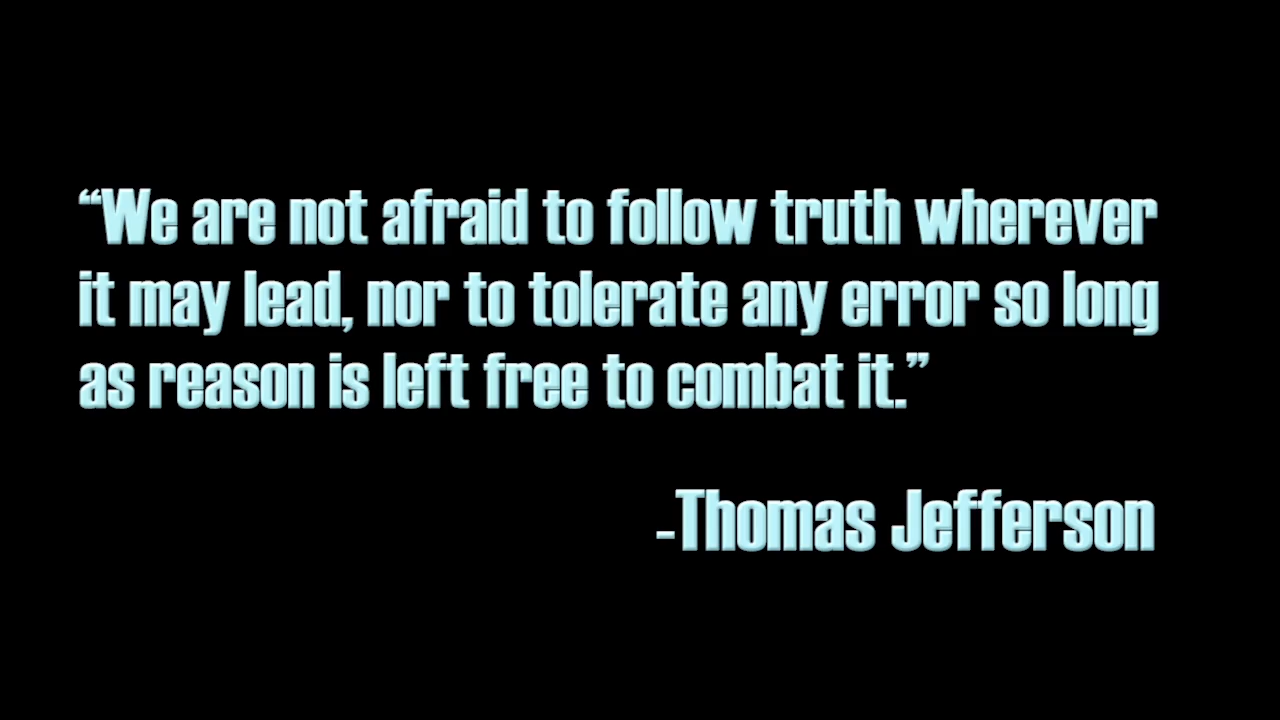 “We are not afraid to follow truth wherever
it may lead, nor to tolerate any error so long
as reason is left free to combat it.”
-Thomas Jefferson